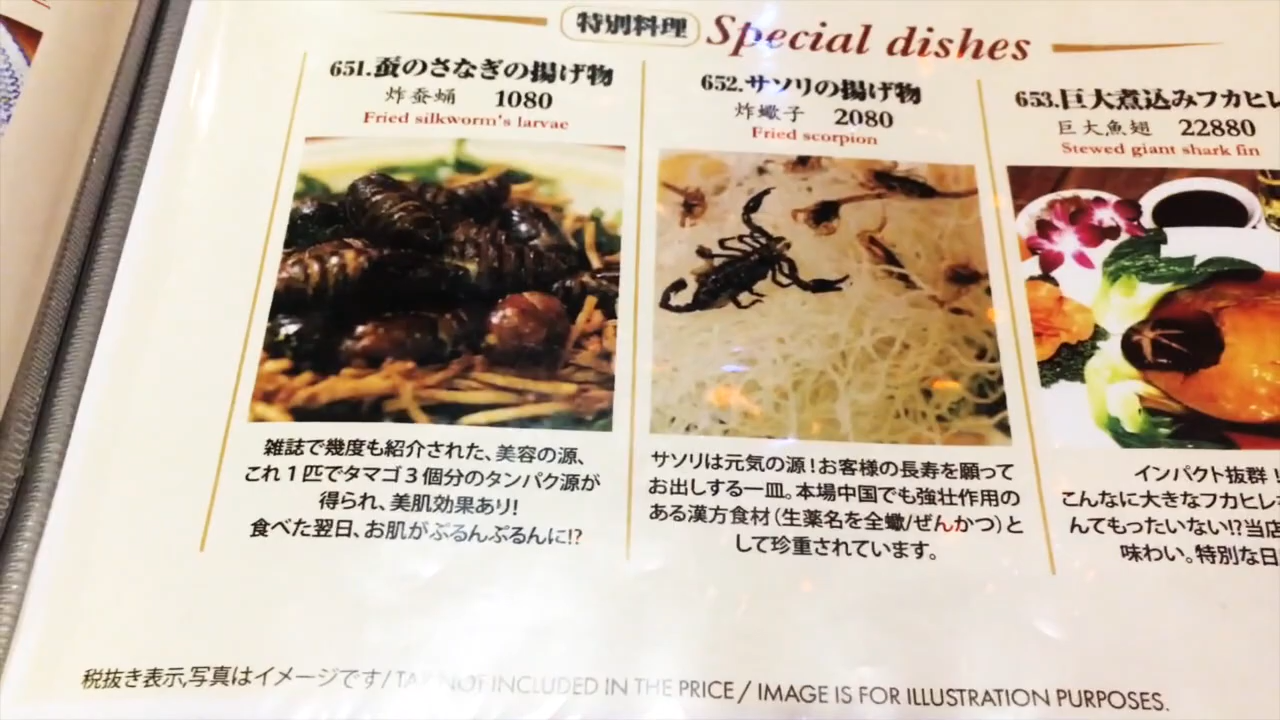 特別料理 Special dishes
651.蚕のさなぎの揚げ物
炸蚕蛹 1080
Fried silkworm's larvae
雑誌で幾度も紹介された、美容の源、
これ1匹でタマゴ3個分のタンパク源が
得られ、美肌効果あり!
食べた翌日、お肌がぷるんぷるんに!?
652.サソリの揚げ物
炸蠍子 2080
Fried scorpion
サソリは元気の源!お客様の長寿を願って
お出しする一皿。本場中国でも強壮作用の
ある漢方食材(生薬名を全蠍/ぜんかつ)と
して珍重されています。
653.巨大煮込みフカヒレ
巨大魚翅 22880
Stewed giant shark fin
インパクト抜群!
こんなに大きなフカヒレ
んてもったいない!?当店
味わい。特別な日
税抜き表示,写真はイメージです/TAX NOT INCLUDED IN THE PRICE / IMAGE IS FOR ILLUSTRATION PURPOSES.